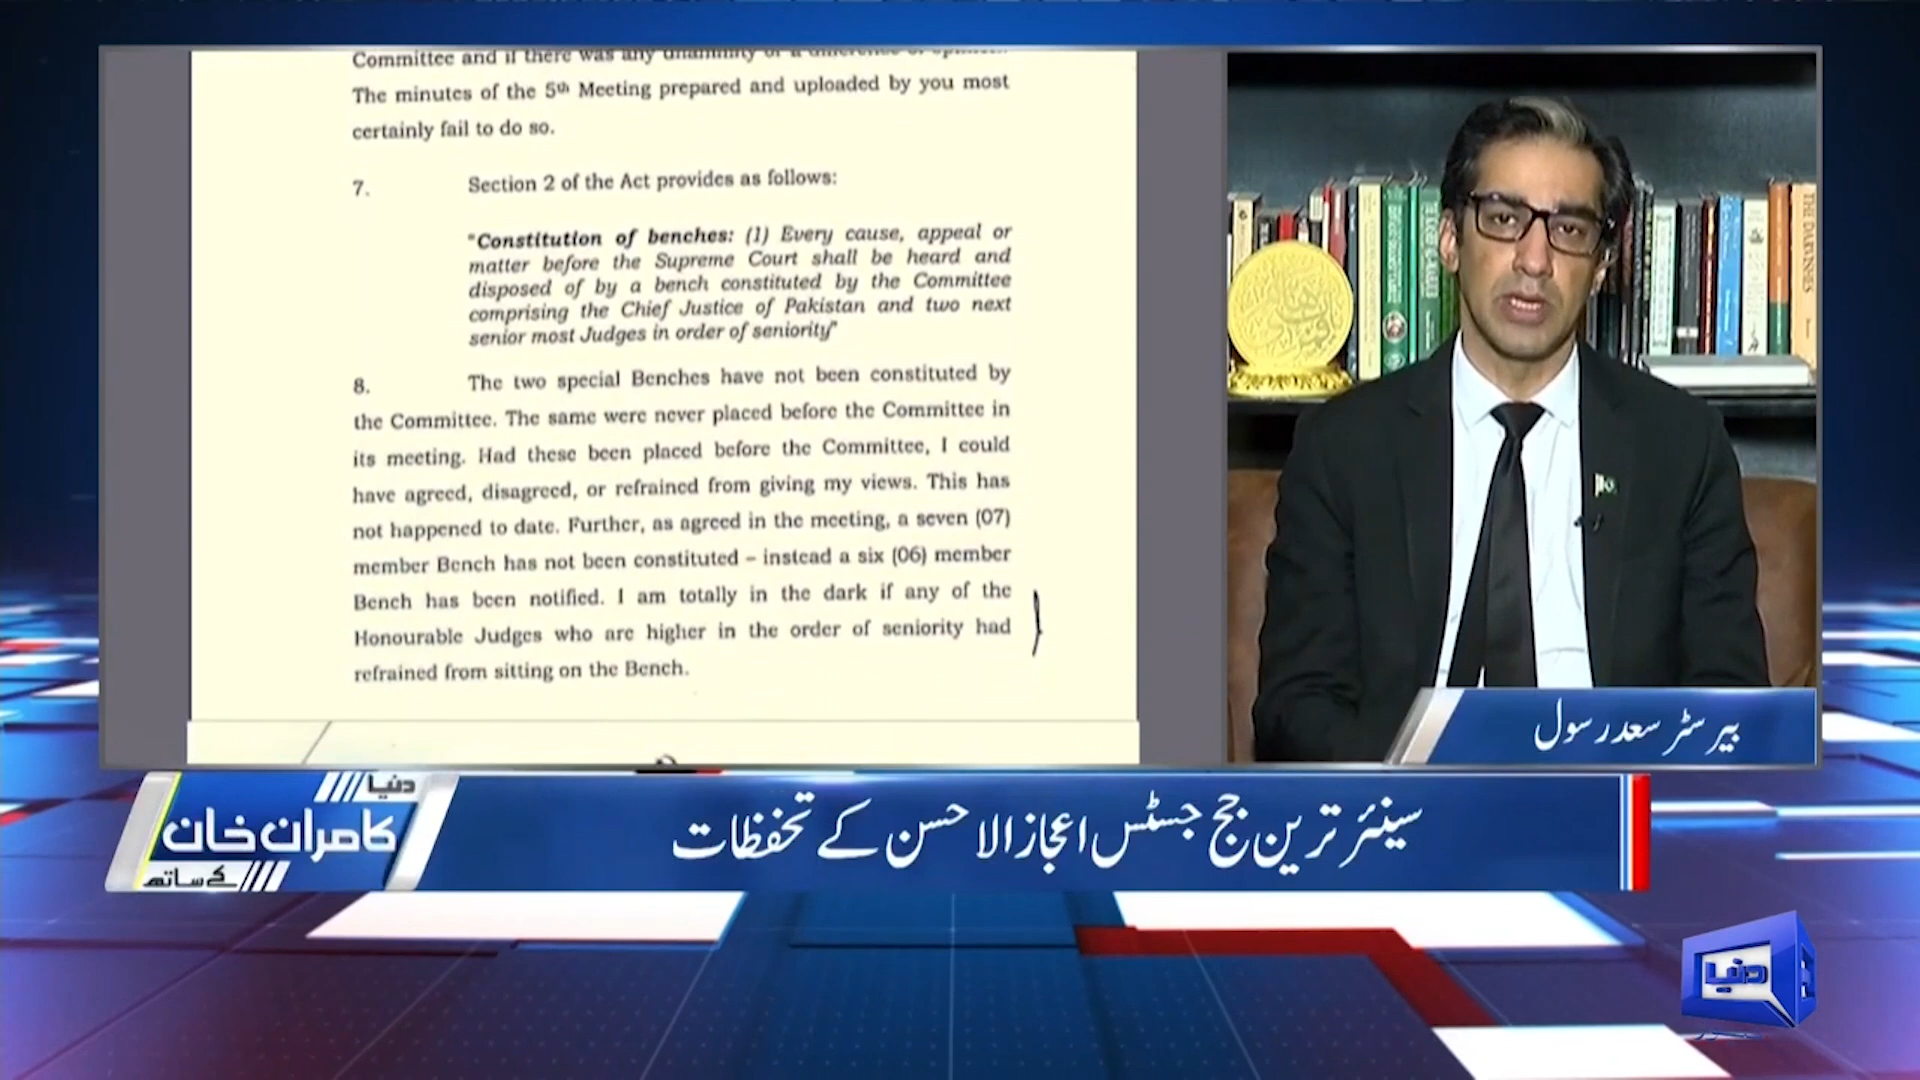 Committee and if there was any unanimity or a difference of opinion.
The minutes of the 5th Meeting prepared and uploaded by you most
certainly fail to do so.
7. Section 2 of the Act provides as follows:
"Constitution of benches: (1) Every cause, appeal or
matter before the Supreme Court shall be heard and
disposed of by a bench constituted by the Committee
comprising the Chief Justice of Pakistan and two next
senior most Judges in order of seniority"
8. The two special Benches have not been constituted by
the Committee. The same were never placed before the Committee in
its meeting. Had these been placed before the Committee, I could
have agreed, disagreed, or refrained from giving my views. This has
not happened to date. Further, as agreed in the meeting, a seven (07)
member Bench has not been constituted – instead a six (06) member
Bench has been notified. I am totally in the dark if any of the
Honourable Judges who are higher in the order of seniority had
refrained from sitting on the Bench.
بیرسٹر سعد رسول
دنیا
کامران خان
کے ساتھ
سینئر ترین جج جسٹس اعجاز الاحسن کے تحفظات
دنیا